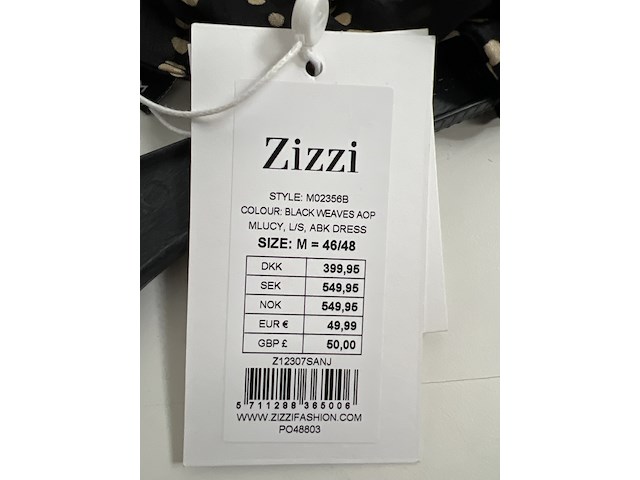 Zizzi
STYLE: M02356B
COLOUR: BLACK WEAVES AOP
MLUCY, L/S, ABK DRESS
SIZE: M = 46/48
DKK 399,95
SEK 549,95
NOK 549,95
EUR € 49,99
GBP £ 50,00
Z12307SANJ
5 711288 365006
WWW.ZIZZIFASHION.COM
PO48803